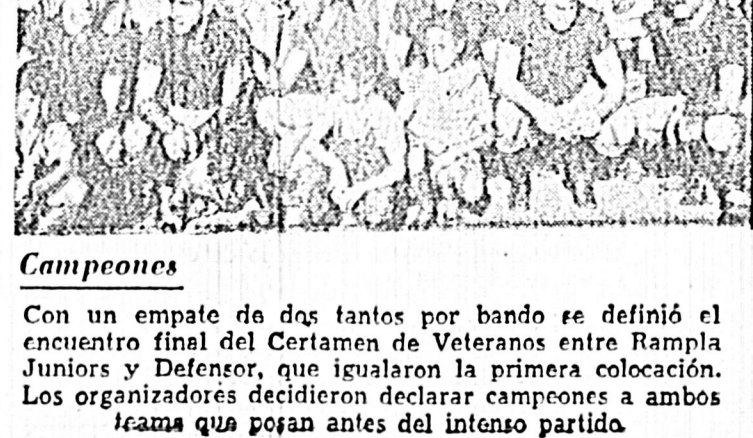 Campeones
Con un empate de dos tantos por bando se definió el
encuentro final del Certamen de Veteranos entre Rampla
Juniors y Defensor, que igualaron la primera colocación.
Los organizadores decidieron declarar campeones a ambos
teams que posan antes del intenso partido